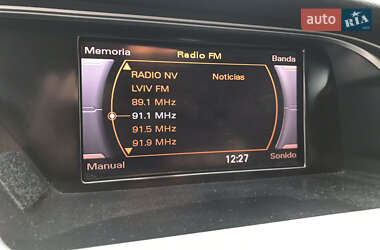 auto RIA
Memoria Radio FM Banda
RADIO NV Noticias
LVIV FM
89.1 MHz
91.1 MHz
91.5 MHz
91.9 MHz
Manual 12:27 Sonido